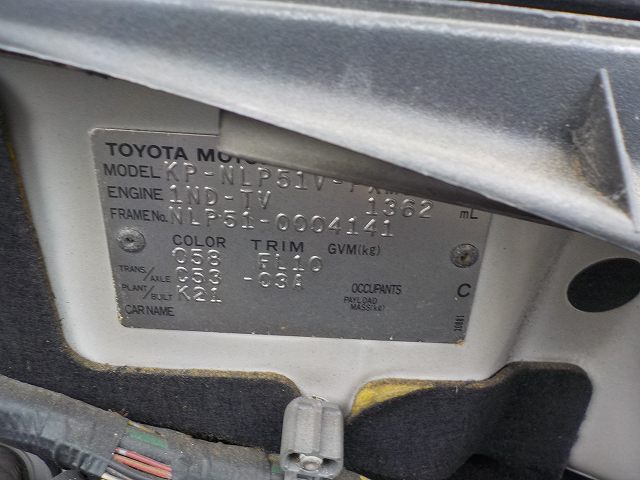 TOYOTA
MODEL KP-NLP51V-
ENGINE 1ND-TV 1362 mL
FRAME No. NLP51-0004141
COLOR TRIM GVM(kg)
058 FL10
TRANS/AXLE C53 -03A
PLANT/BUILT K21
OCCUPANTS
C
PAYLOAD MASS(kg)
CAR NAME